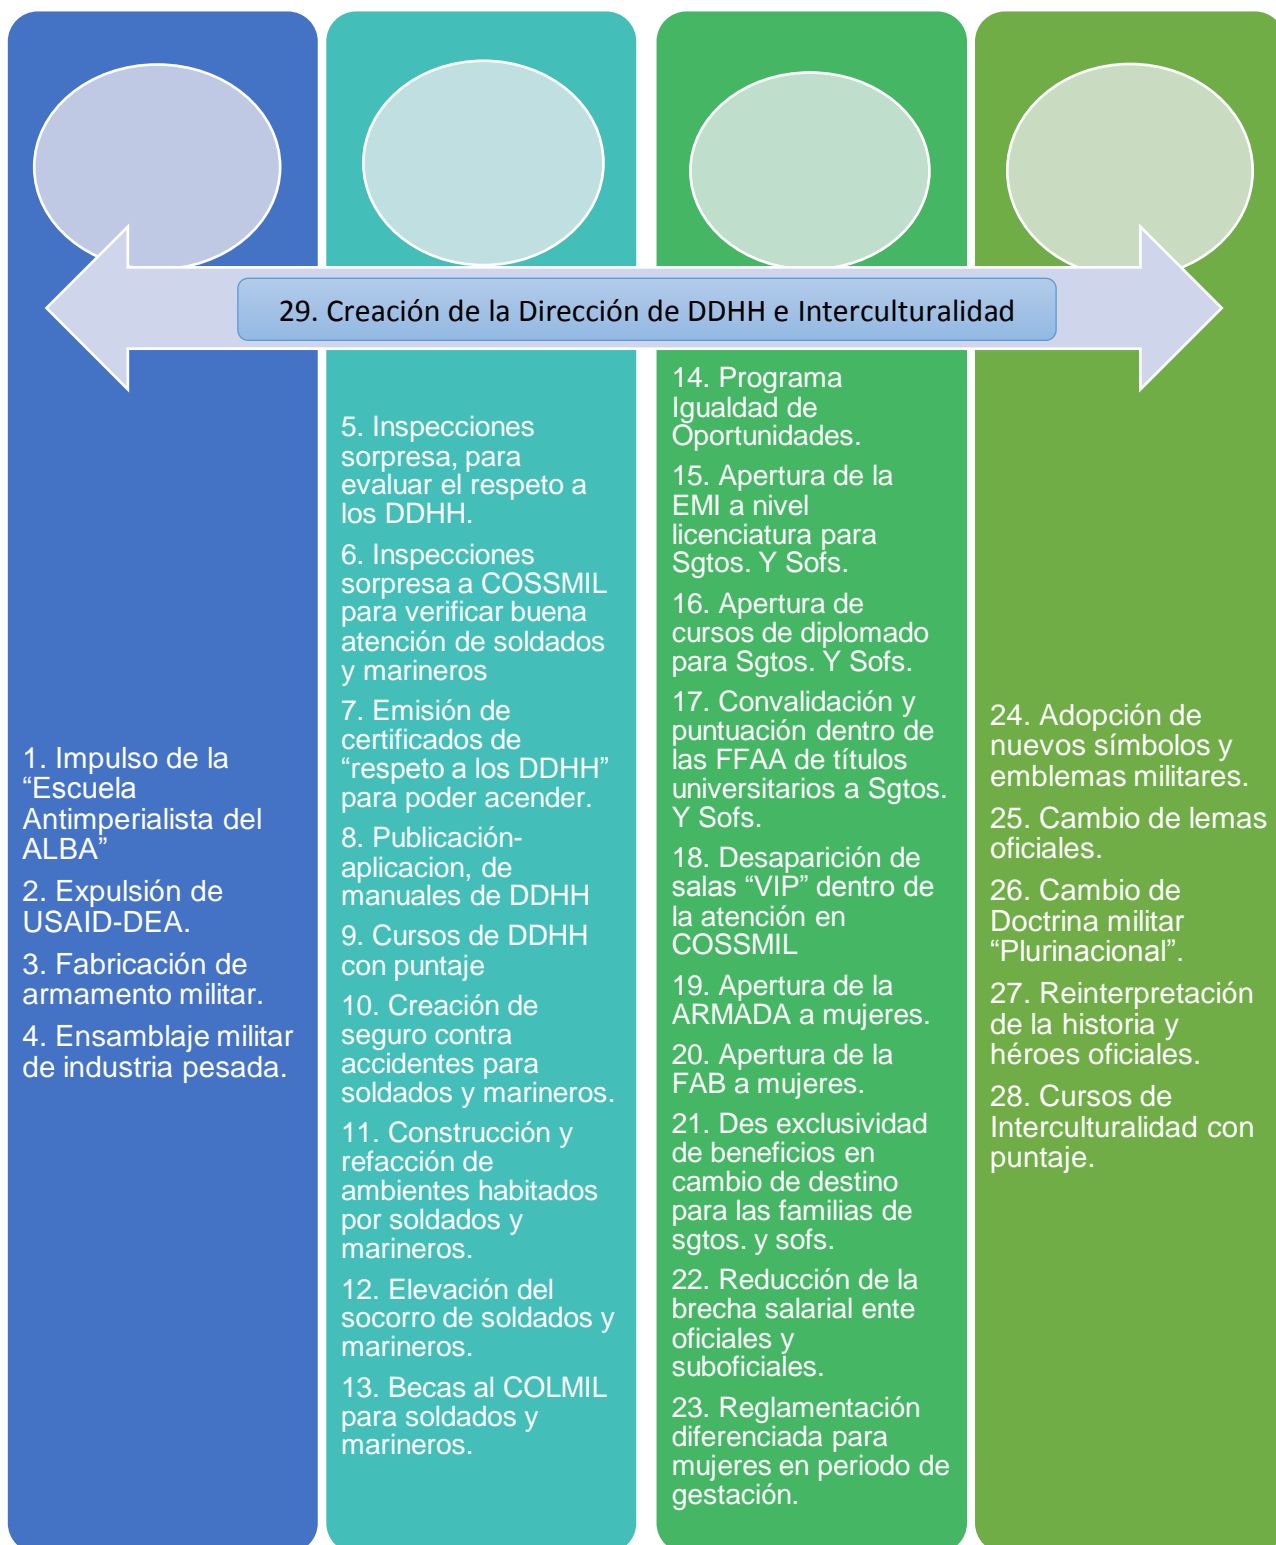 29. Creación de la Dirección de DDHH e Interculturalidad
1. Impulso de la
“Escuela
Antimperialista del
ALBA”
2. Expulsión de
USAID-DEA.
3. Fabricación de
armamento militar.
4. Ensamblaje militar
de industria pesada.
5. Inspecciones
sorpresa, para
evaluar el respeto a
los DDHH.
6. Inspecciones
sorpresa a COSSMIL
para verificar buena
atención de soldados
y marineros
7. Emisión de
certificados de
“respeto a los DDHH”
para poder acender.
8. Publicación-
aplicacion, de
manuales de DDHH
9. Cursos de DDHH
con puntaje
10. Creación de
seguro contra
accidentes para
soldados y marineros.
11. Construcción y
refacción de
ambientes habitados
por soldados y
marineros.
12. Elevación del
socorro de soldados y
marineros.
13. Becas al COLMIL
para soldados y
marineros.
14. Programa
Igualdad de
Oportunidades.
15. Apertura de la
EMI a nivel
licenciatura para
Sgtos. Y Sofs.
16. Apertura de
cursos de diplomado
para Sgtos. Y Sofs.
17. Convalidación y
puntuación dentro de
las FFAA de títulos
universitarios a Sgtos.
Y Sofs.
18. Desaparición de
salas “VIP” dentro de
la atención en
COSSMIL
19. Apertura de la
ARMADA a mujeres.
20. Apertura de la
FAB a mujeres.
21. Des exclusividad
de beneficios en
cambio de destino
para las familias de
sgtos. y sofs.
22. Reducción de la
brecha salarial ente
oficiales y
suboficiales.
23. Reglamentación
diferenciada para
mujeres en periodo de
gestación.
24. Adopción de
nuevos símbolos y
emblemas militares.
25. Cambio de lemas
oficiales.
26. Cambio de
Doctrina militar
“Plurinacional”.
27. Reinterpretación
de la historia y
héroes oficiales.
28. Cursos de
Interculturalidad con
puntaje.